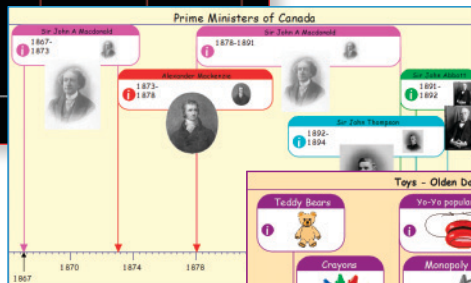 Prime Ministers of Canada
Sir John A Macdonald
1867-
1873
Sir John A Macdonald
1878-1891
Alexander Mackenzie
1873-
1878
Sir John Abbott
1891-
1892
Sir John Thompson
1892-
1894
1870
1874
1878
1867
Toys - Olden Da
Teddy Bears
Yo-Yo popula
Crayons
Monopoly